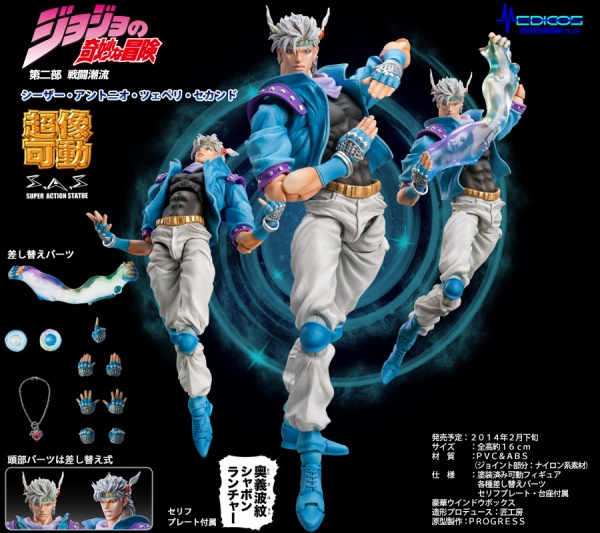 ジョジョの
奇妙な冒険
第二部 戦闘潮流
シーザー・アントニオ・ツェペリ・セカンド
超像
可動
S.A.S
SUPER ACTION STATUE
MEDICOS
ENTERTAINMENT CO.,LTD
差し替えパーツ
頭部パーツは差し替え式
セリフ
プレート付属
奥義波紋
シャボン
ランチャー
発売予定:2014年2月下旬
サイズ :全高約16cm
材 質 :PVC&ABS
(ジョイント部分:ナイロン系素材)
仕 様 :塗装済み可動フィギュア
各種差し替えパーツ
セリフプレート・台座付属
豪華ウインドウボックス
造形プロデュース:匠工房
原型製作:PROGRESS